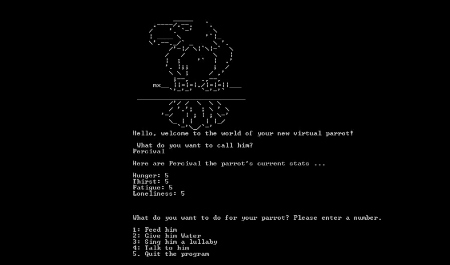 Hello, welcome to the world of your new virtual parrot!
What do you want to call him?
Percival
Here are Percival the parrot's current stats ...
Hunger: 5
Thirst: 5
Fatigue: 5
Loneliness: 5
What do you want to do for your parrot? Please enter a number.
1: Feed him
2: Give him Water
3: Sing him a lullaby
4: Talk to him
5. Quit the program